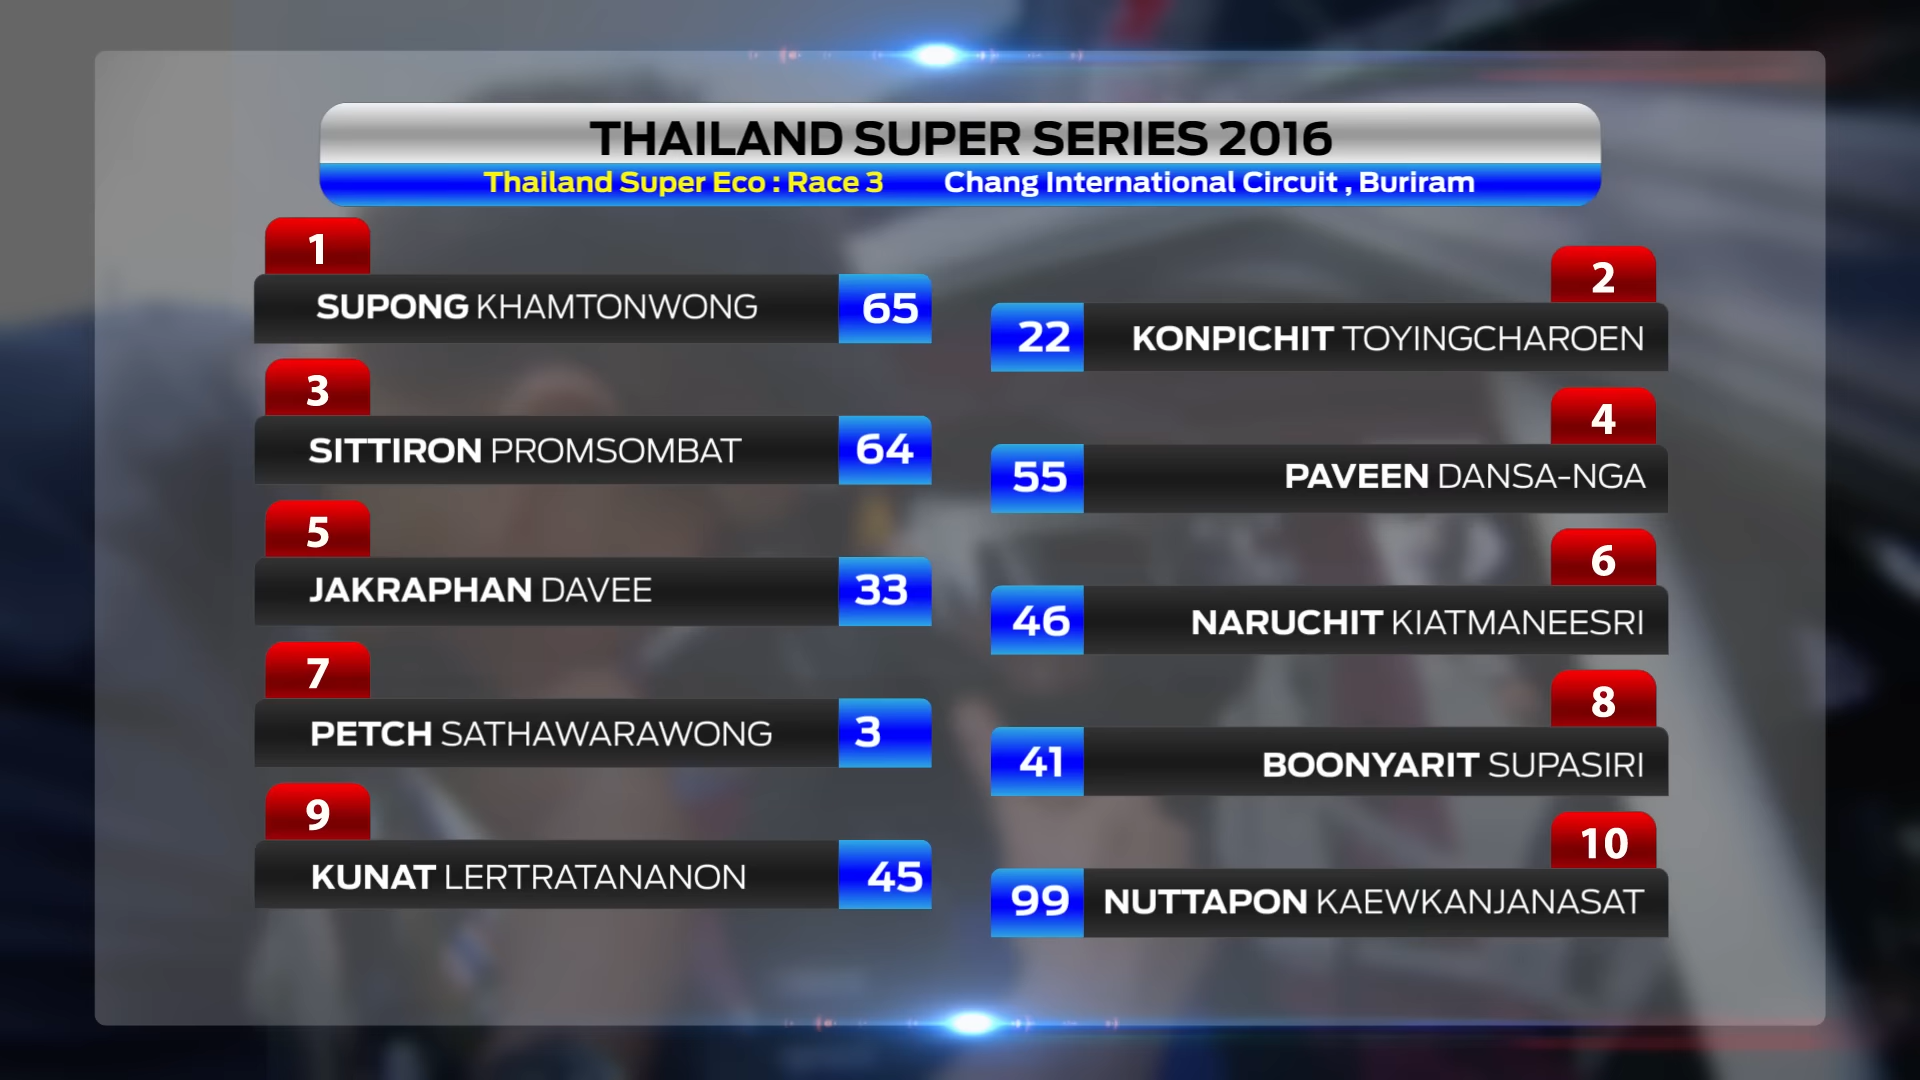 THAILAND SUPER SERIES 2016
Thailand Super Eco : Race 3 Chang International Circuit , Buriram
1
SUPONG KHAMTONWONG 65
2
22 KONPICHIT TOYINGCHAROEN
3
SITTIRON PROMSOMBAT 64
4
55 PAVEEN DANSA-NGA
5
JAKRAPHAN DAVEE 33
6
46 NARUCHIT KIATMANEESRI
7
PETCH SATHAWARAWONG 3
8
41 BOONYARIT SUPASIRI
9
KUNAT LERTRATANANON 45
10
99 NUTTAPON KAEWKANJANASAT